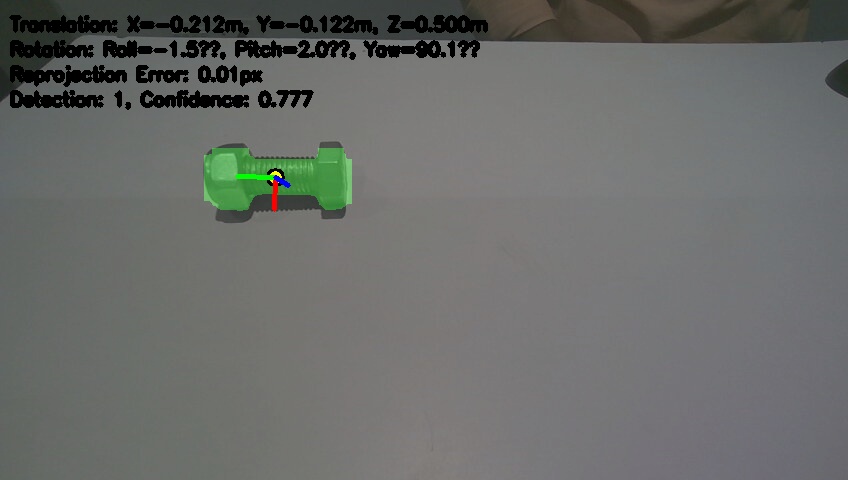 Translation: X=-0.212m, Y=-0.122m, Z=0.500m
Rotation: Roll=-1.5??, Pitch=2.0??, Yaw=90.1??
Reprojection Error: 0.01px
Detection: 1, Confidence: 0.777